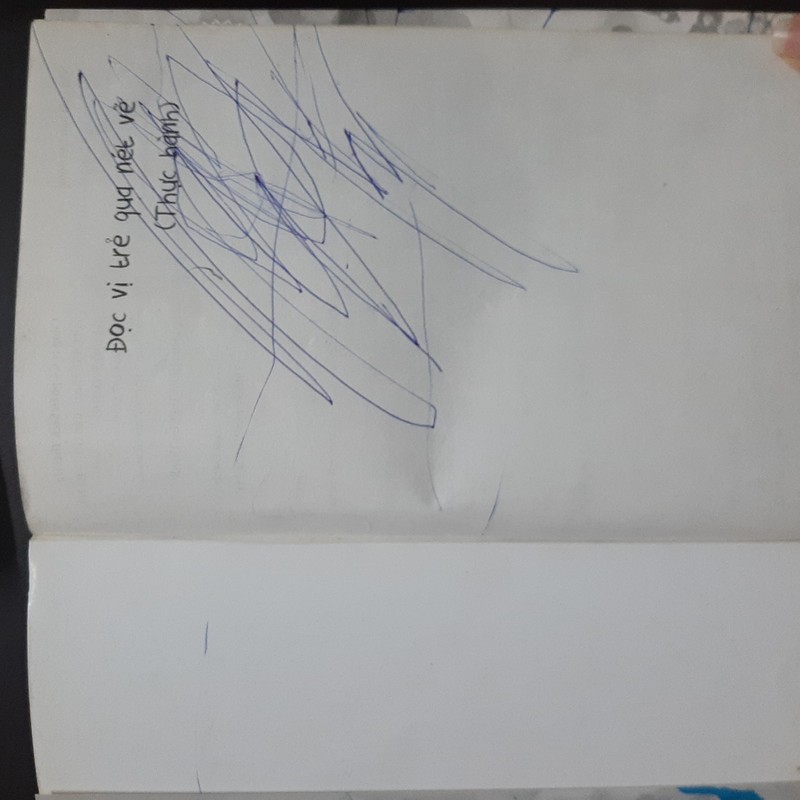 Đọc vị trẻ qua nét vẽ
(Thực hành)